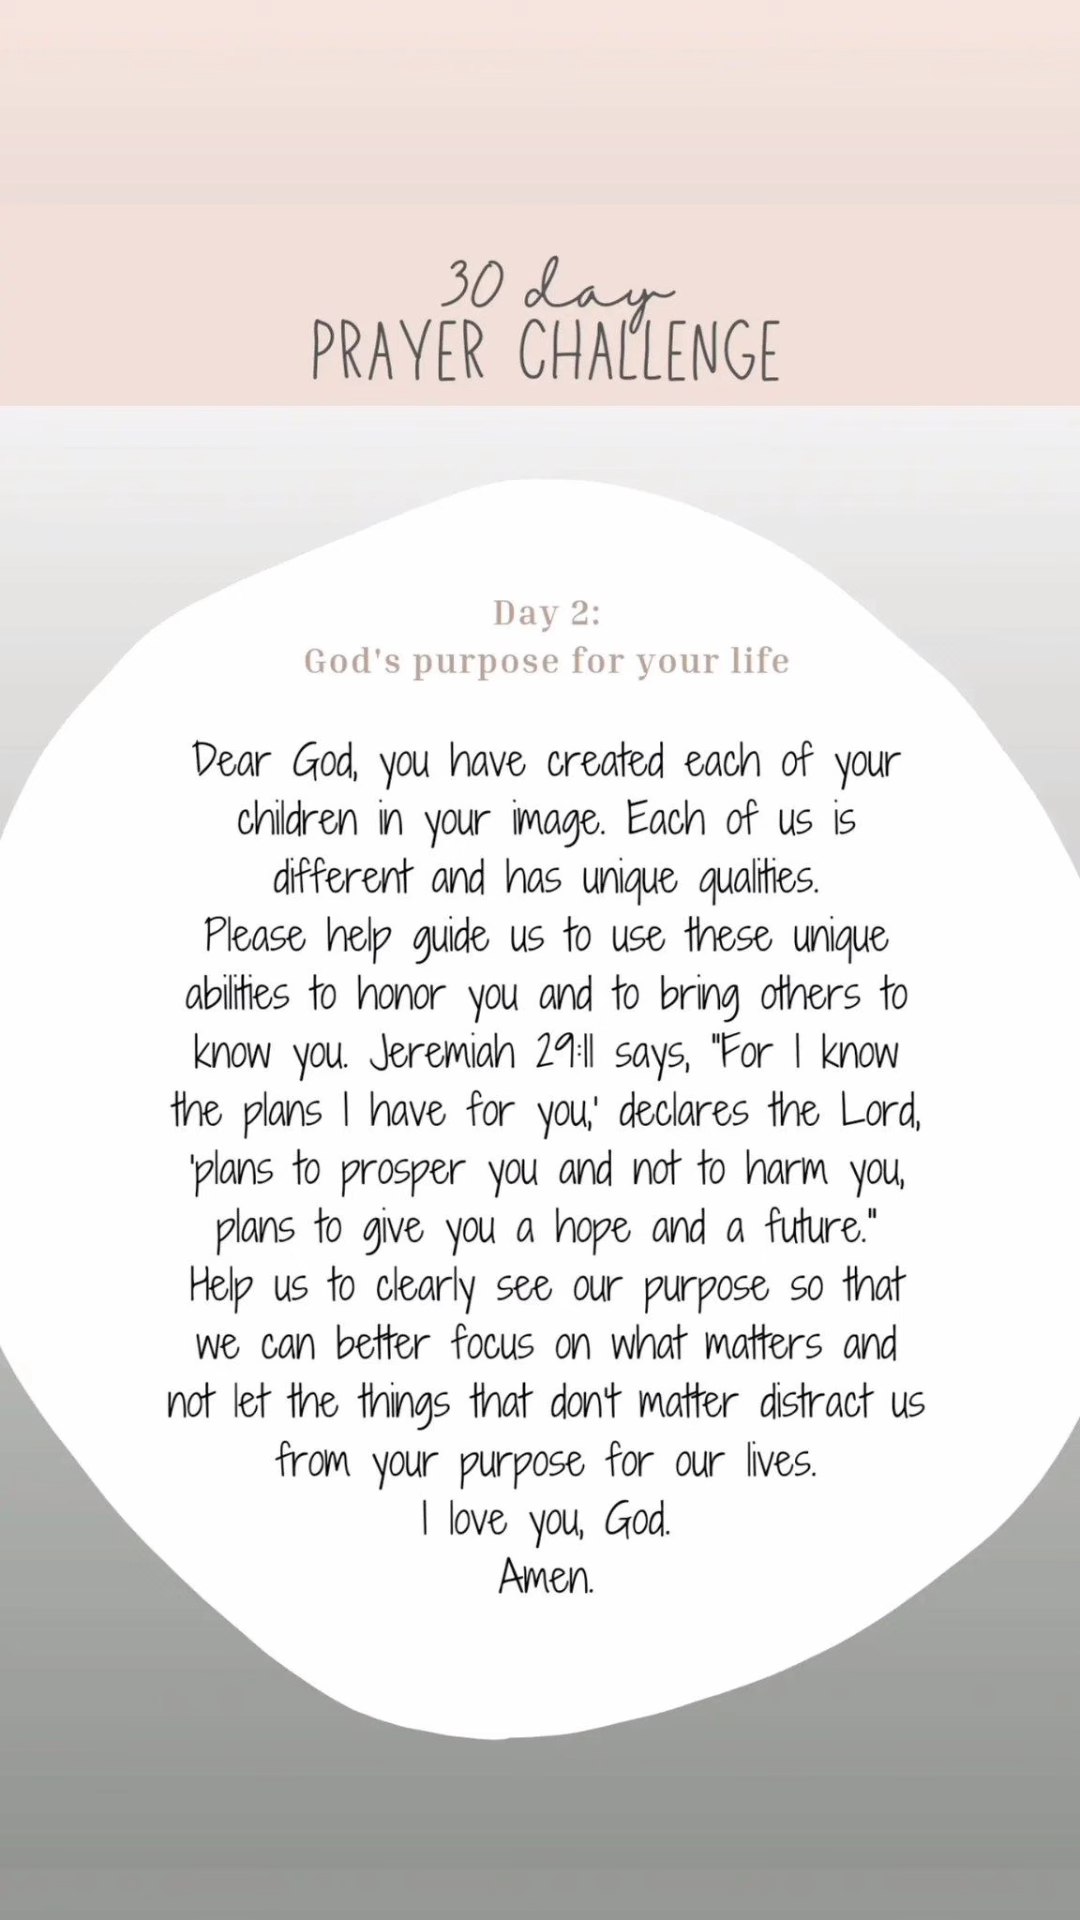 30 day
PRAYER CHALLENGE
Day 2:
God's purpose for your life
Dear God, you have created each of your
children in your image. Each of us is
different and has unique qualities.
Please help guide us to use these unique
abilities to honor you and to bring others to
know you. Jeremiah 29:11 says, "For I know
the plans I have for you,' declares the Lord,
'plans to prosper you and not to harm you,
plans to give you a hope and a future."
Help us to clearly see our purpose so that
we can better focus on what matters and
not let the things that don't matter distract us
from your purpose for our lives.
I love you, God.
Amen.